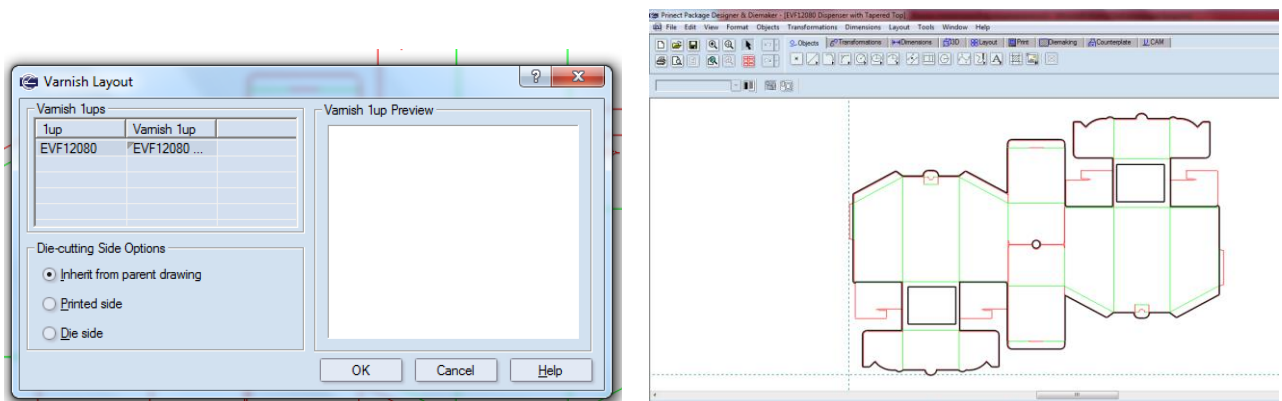 Varnish Layout
Varnish 1ups
1up Varnish 1up
EVF12080 EVF12080 ...
Die-cutting Side Options
Inherit from parent drawing
Printed side
Die side
Varnish 1up Preview
OK Cancel Help
Prinect Package Designer & Diemaker - [EVF12080 Dispenser with Tapered Top]
File Edit View Format Objects Transformations Dimensions Layout Tools Window Help
Objects Transformations Dimensions 3D Layout Print Diemaking Counterplate CAM